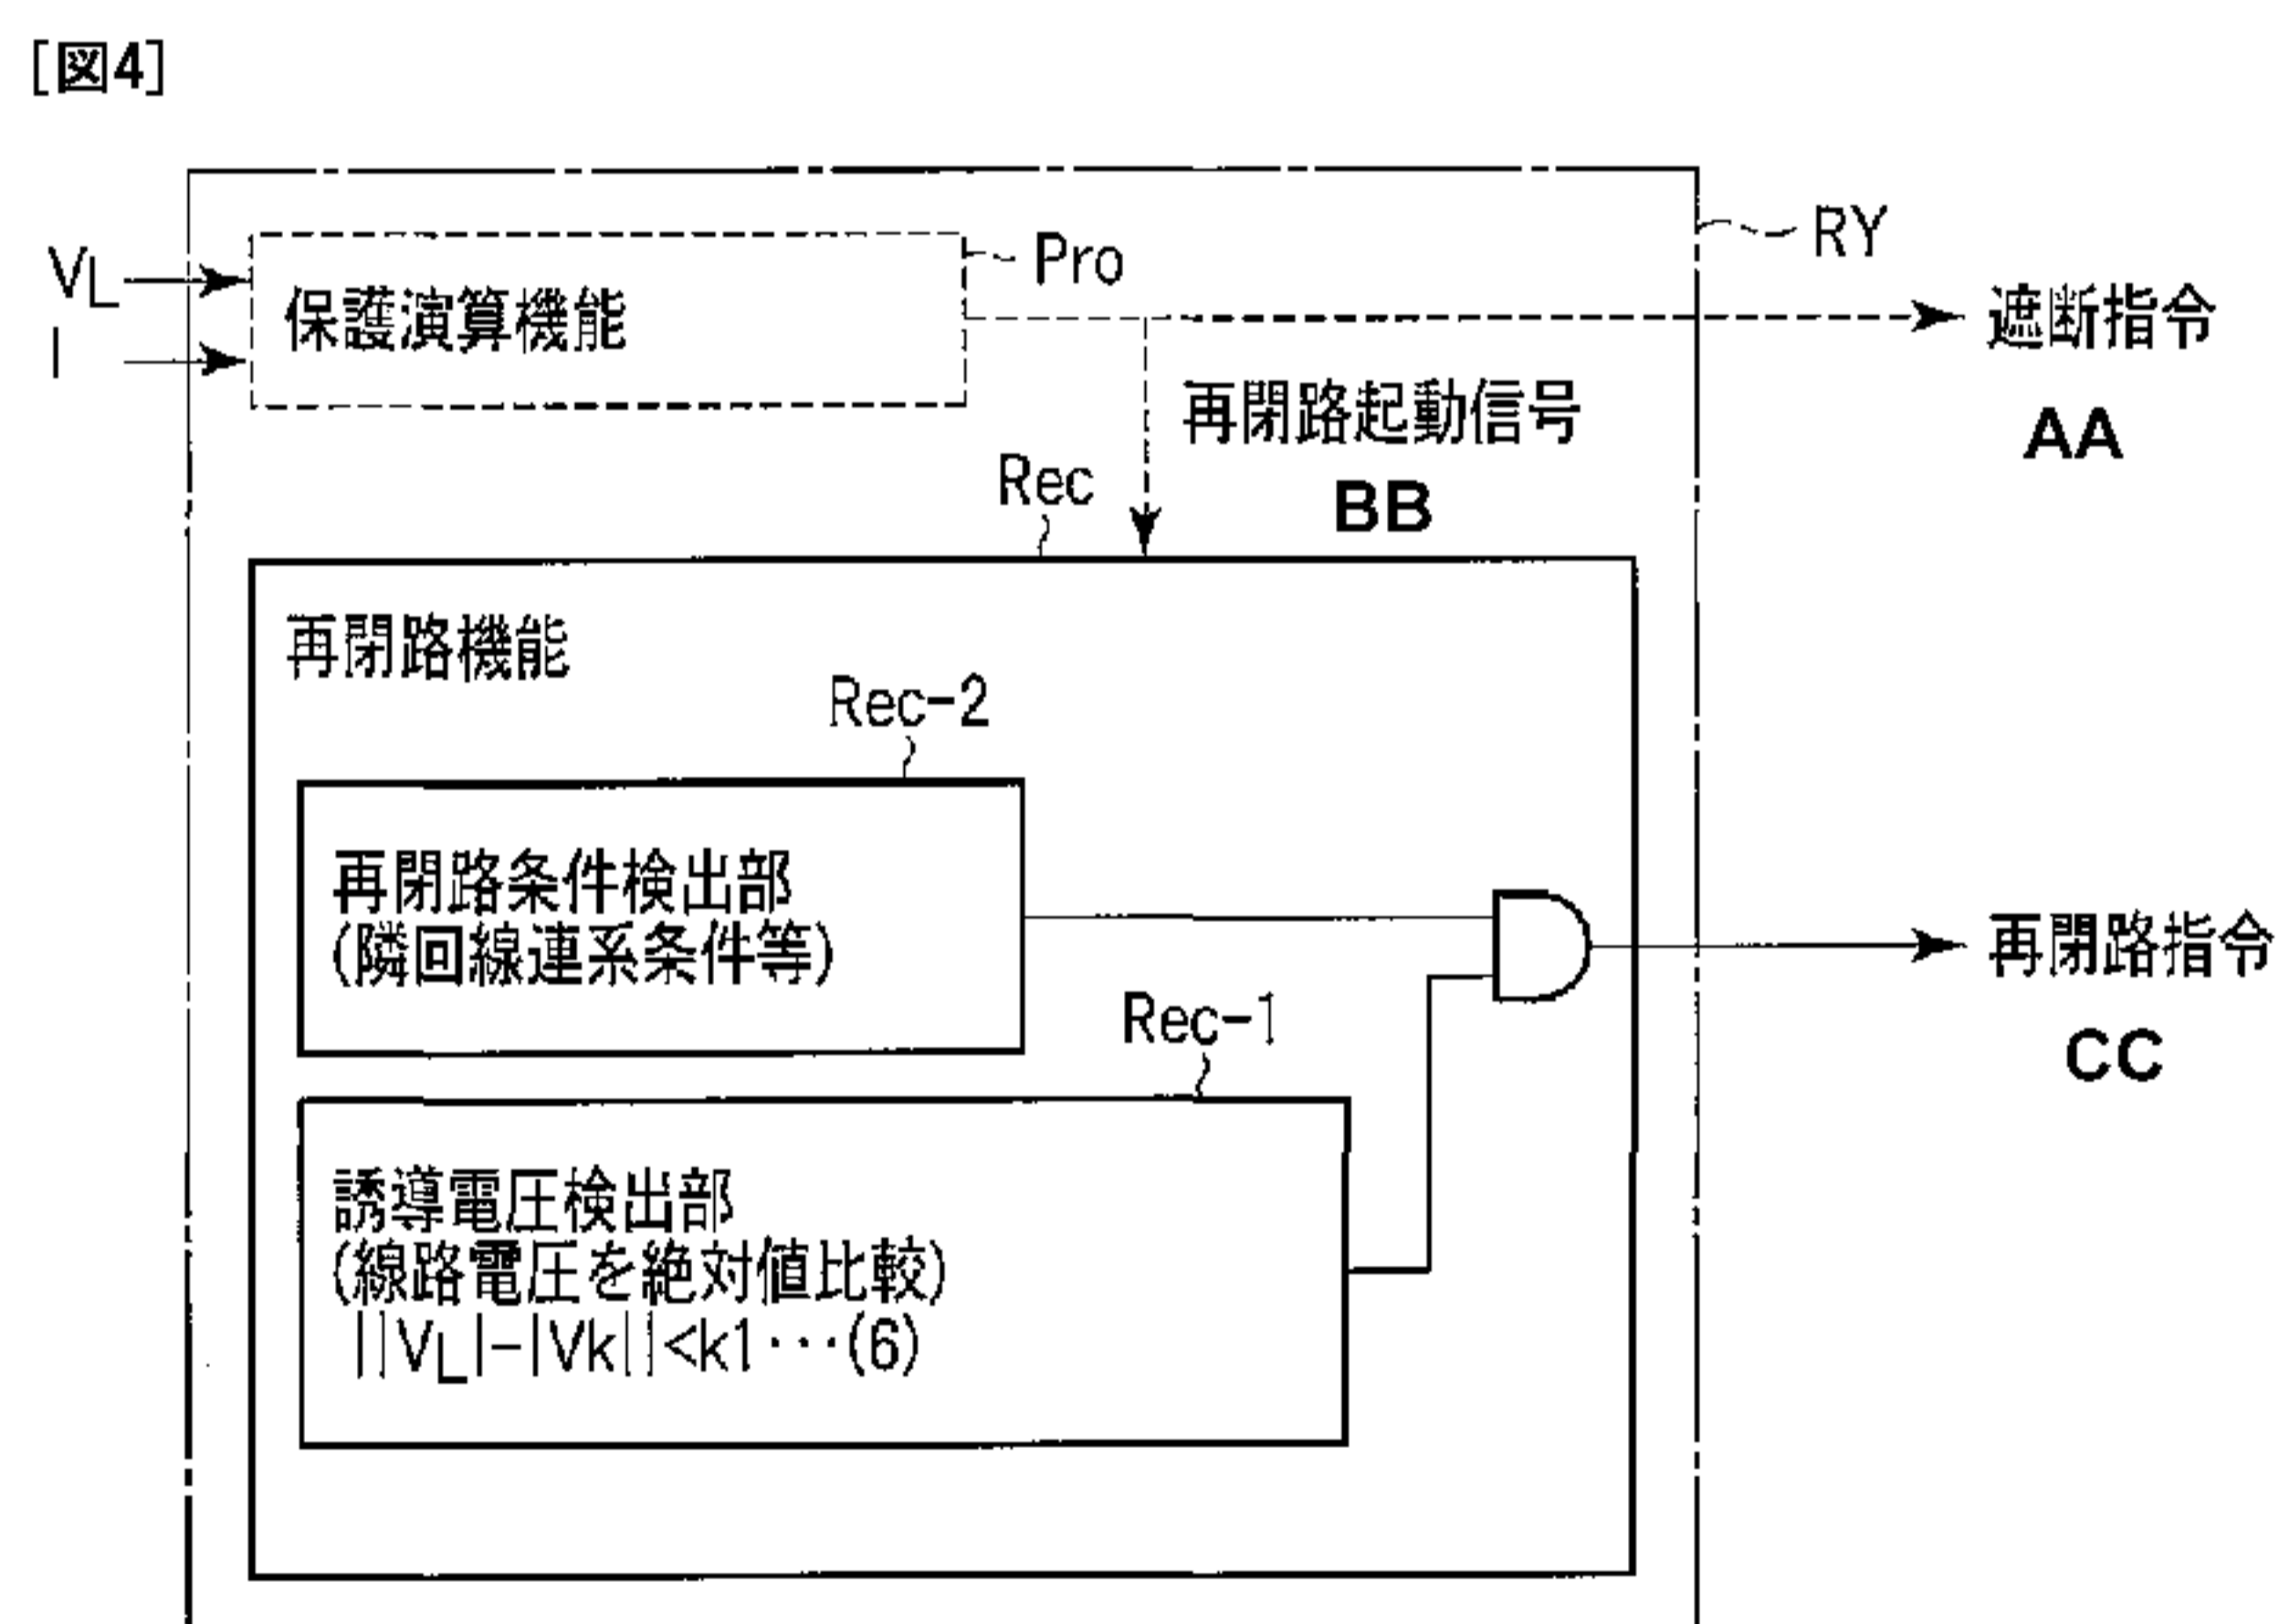 [図4]
RY
VL
I
Pro
保護演算機能
遮断指令
AA
再閉路起動信号
BB
Rec
再閉路機能
Rec-2
再閉路条件検出部
(隣回線連系条件等)
再閉路指令
CC
Rec-1
誘導電圧検出部
(線路電圧を絶対値比較)
||VL|-|Vk||<k1・・・(6)